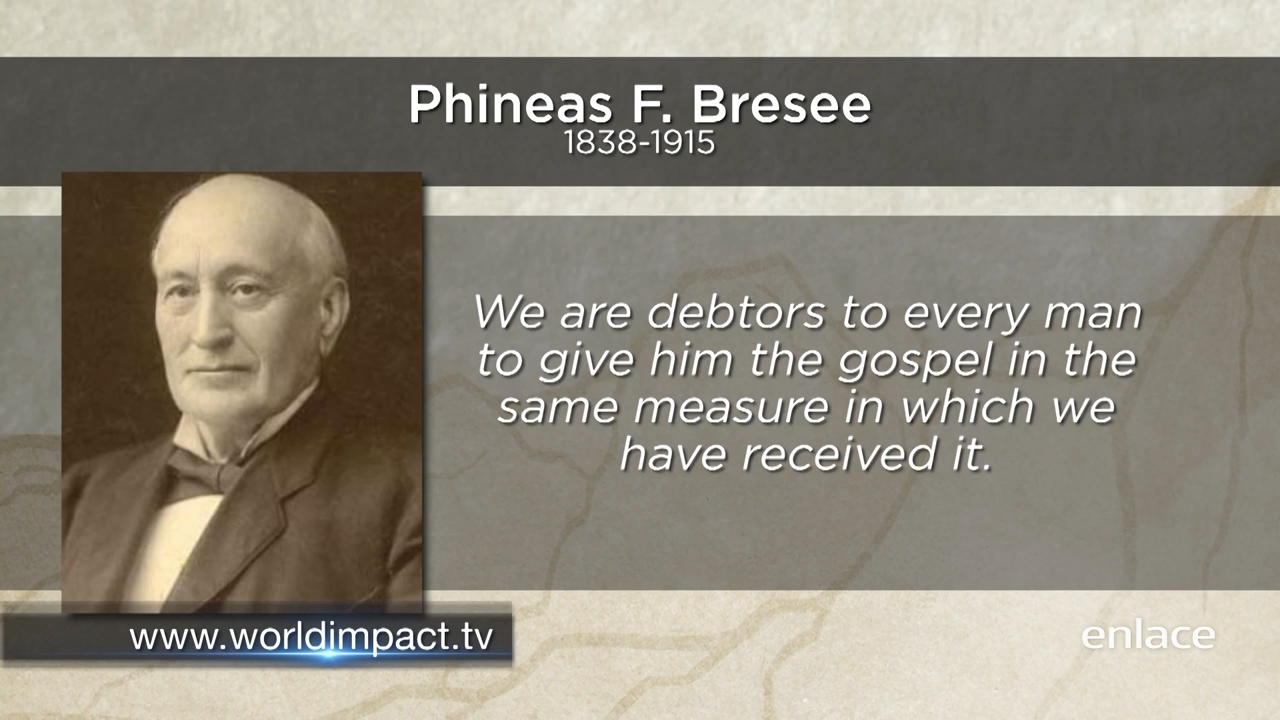 Phineas F. Bresee
1838-1915
We are debtors to every man
to give him the gospel in the
same measure in which we
have received it.
www.worldimpact.tv
enlace